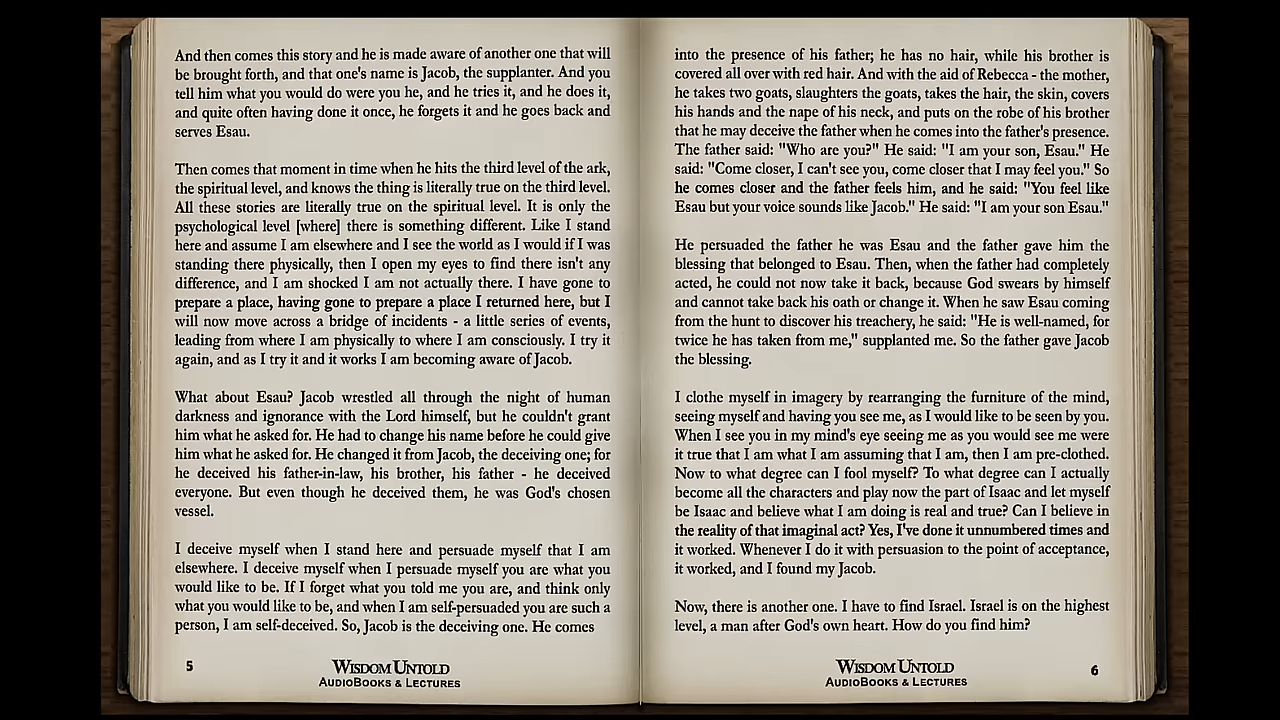 And then comes this story and he is made aware of another one that will
be brought forth, and that one's name is Jacob, the supplanter. And you
tell him what you would do were you he, and he tries it, and he does it,
and quite often having done it once, he forgets it and he goes back and
serves Esau.
Then comes that moment in time when he hits the third level of the ark,
the spiritual level, and knows the thing is literally true on the third level.
All these stories are literally true on the spiritual level. It is only the
psychological level [where] there is something different. Like I stand
here and assume I am elsewhere and I see the world as I would if I was
standing there physically, then I open my eyes to find there isn't any
difference, and I am shocked I am not actually there. I have gone to
prepare a place, having gone to prepare a place I returned here, but I
will now move across a bridge of incidents - a little series of events,
leading from where I am physically to where I am consciously. I try it
again, and as I try it and it works I am becoming aware of Jacob.
What about Esau? Jacob wrestled all through the night of human
darkness and ignorance with the Lord himself, but he couldn't grant
him what he asked for. He had to change his name before he could give
him what he asked for. He changed it from Jacob, the deceiving one; for
he deceived his father-in-law, his brother, his father - he deceived
everyone. But even though he deceived them, he was God's chosen
vessel.
I deceive myself when I stand here and persuade myself that I am
elsewhere. I deceive myself when I persuade myself you are what you
would like to be. If I forget what you told me you are, and think only
what you would like to be, and when I am self-persuaded you are such a
person, I am self-deceived. So, Jacob is the deceiving one. He comes
5
WISDOM UNTOLD
AUDIOBOOKS & LECTURES
into the presence of his father; he has no hair, while his brother is
covered all over with red hair. And with the aid of Rebecca - the mother,
he takes two goats, slaughters the goats, takes the hair, the skin, covers
his hands and the nape of his neck, and puts on the robe of his brother
that he may deceive the father when he comes into the father's presence.
The father said: "Who are you?" He said: "I am your son, Esau." He
said: "Come closer, I can't see you, come closer that I may feel you." So
he comes closer and the father feels him, and he said: "You feel like
Esau but your voice sounds like Jacob." He said: "I am your son Esau."
He persuaded the father he was Esau and the father gave him the
blessing that belonged to Esau. Then, when the father had completely
acted, he could not now take it back, because God swears by himself
and cannot take back his oath or change it. When he saw Esau coming
from the hunt to discover his treachery, he said: "He is well-named, for
twice he has taken from me," supplanted me. So the father gave Jacob
the blessing.
I clothe myself in imagery by rearranging the furniture of the mind,
seeing myself and having you see me, as I would like to be seen by you.
When I see you in my mind's eye seeing me as you would see me were
it true that I am what I am assuming that I am, then I am pre-clothed.
Now to what degree can I fool myself? To what degree can I actually
become all the characters and play now the part of Isaac and let myself
be Isaac and believe what I am doing is real and true? Can I believe in
the reality of that imaginal act? Yes, I've done it unnumbered times and
it worked. Whenever I do it with persuasion to the point of acceptance,
it worked, and I found my Jacob.
Now, there is another one. I have to find Israel. Israel is on the highest
level, a man after God's own heart. How do you find him?
WISDOM UNTOLD
AUDIOBOOKS & LECTURES
6